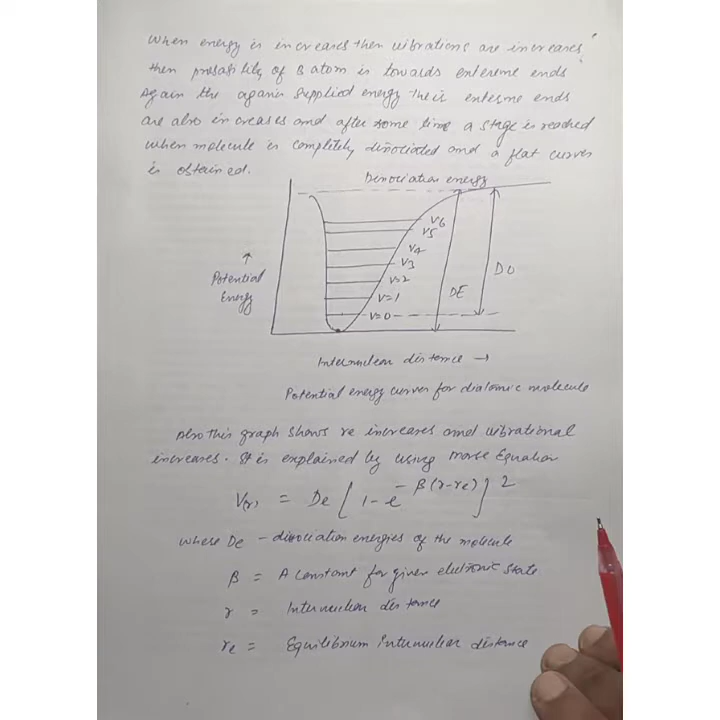 When energy is increases then vibrations are increases
then probability of B atom is towards extereme ends
Again the again supplied energy their exterme ends
are also increases and after some time a stage is reached
when molecule is completely dissociated and a flat curves
is obtained.
Dissociation energy
V6
V5
V4
V3
V=2
V=1
V=0
DE
DO
↑
Potential
Energy
Internuclear distance →
Potential energy curves for diatomic molecule
Also this graph shows re increases and vibrational
increases. It is explained by using Morse Equation
V(r) = De [1 - e^{-β(r-re)}]^2
where De - dissociation energies of the molecule
β = A constant for given electronic state
r = Internuclear distance
re = Equilibrium internuclear distance